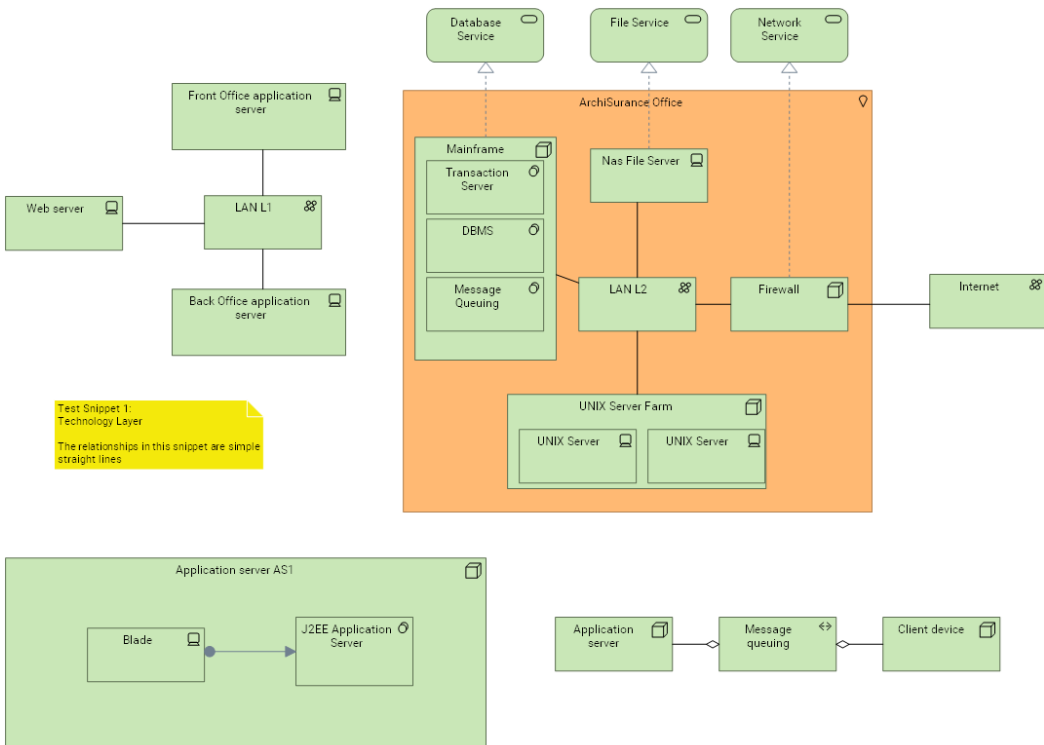 Database
Service
File Service
Network
Service
Front Office application
server
Web server
LAN L1
Back Office application
server
ArchiSurance Office
Mainframe
Transaction
Server
DBMS
Message
Queuing
Nas File Server
LAN L2
Firewall
Internet
UNIX Server Farm
UNIX Server
UNIX Server
Test Snippet 1:
Technology Layer
The relationships in this snippet are simple
straight lines
Application server AS1
Blade
J2EE Application
Server
Application
server
Message
queuing
Client device